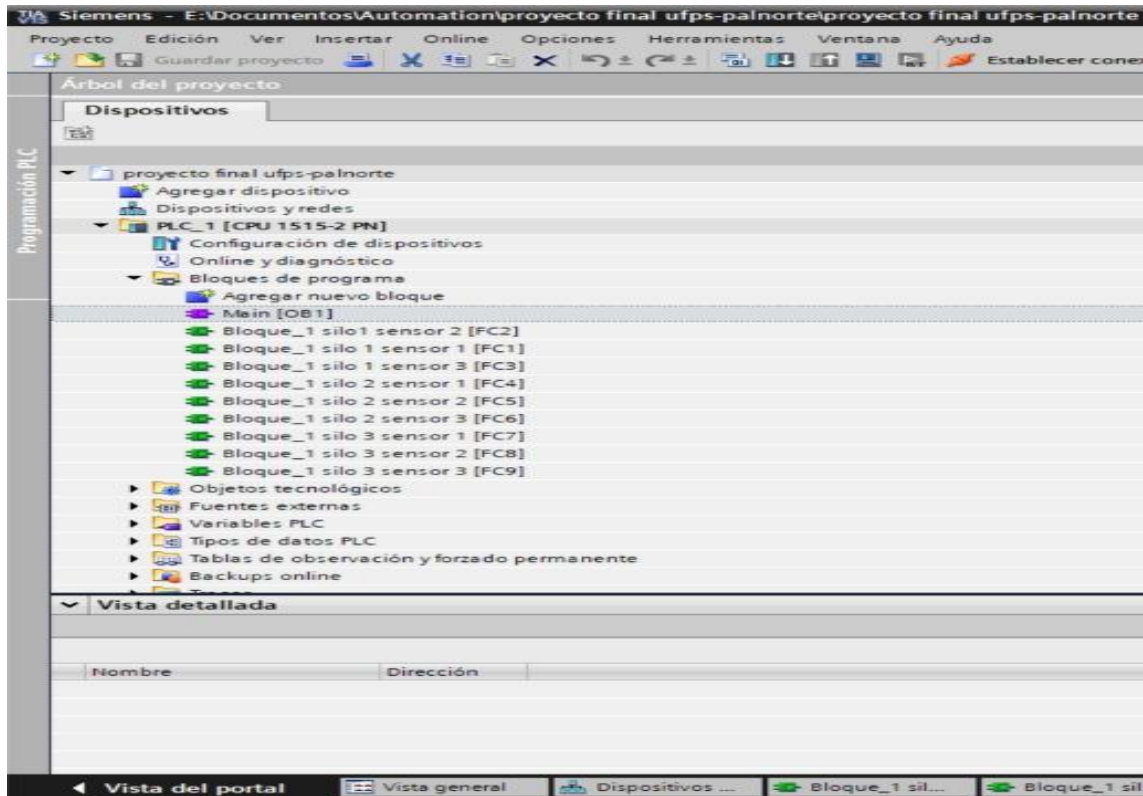 TIA Siemens - E:\Documentos\Automation\proyecto final ufps-palnorte\proyecto final ufps-palnorte
Proyecto Edición Ver Insertar Online Opciones Herramientas Ventana Ayuda
Guardar proyecto Establecer cone
Árbol del proyecto
Dispositivos
Programación PLC
proyecto final ufps-palnorte
Agregar dispositivo
Dispositivos y redes
PLC_1 [CPU 1515-2 PN]
Configuración de dispositivos
Online y diagnóstico
Bloques de programa
Agregar nuevo bloque
Main [OB1]
Bloque_1 silo1 sensor 2 [FC2]
Bloque_1 silo 1 sensor 1 [FC1]
Bloque_1 silo 1 sensor 3 [FC3]
Bloque_1 silo 2 sensor 1 [FC4]
Bloque_1 silo 2 sensor 2 [FC5]
Bloque_1 silo 2 sensor 3 [FC6]
Bloque_1 silo 3 sensor 1 [FC7]
Bloque_1 silo 3 sensor 2 [FC8]
Bloque_1 silo 3 sensor 3 [FC9]
Objetos tecnológicos
Fuentes externas
Variables PLC
Tipos de datos PLC
Tablas de observación y forzado permanente
Backups online
Vista detallada
Nombre Dirección
Vista del portal Vista general Dispositivos ... Bloque_1 sil... Bloque_1 sil